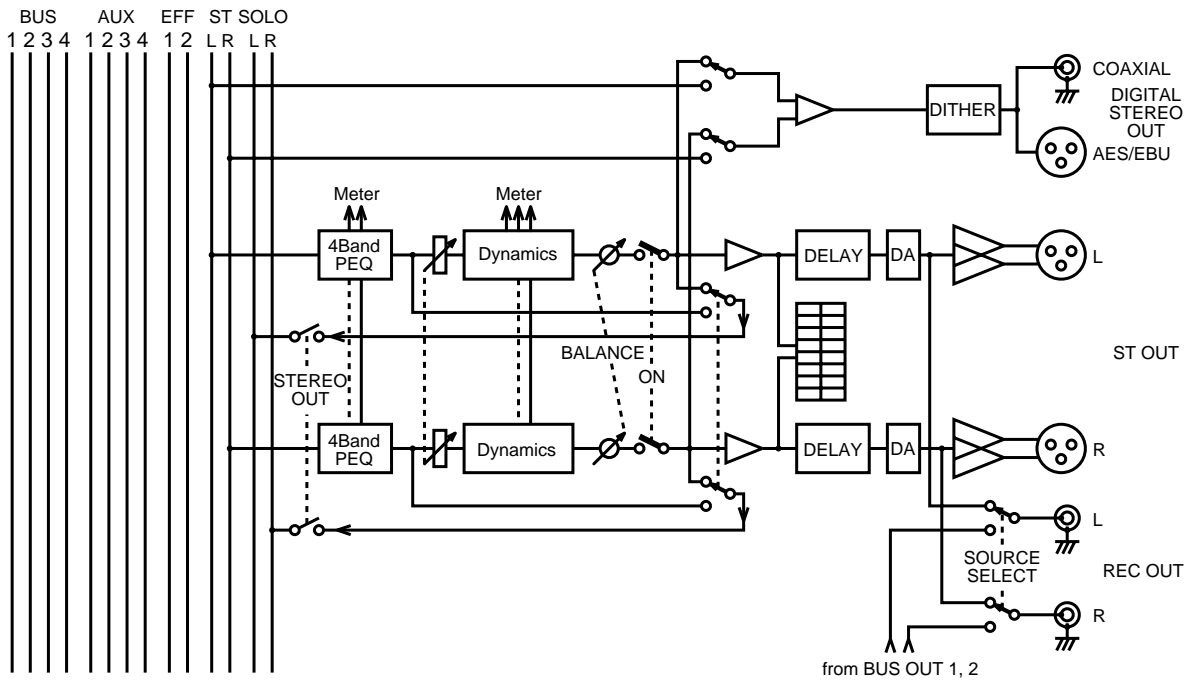 BUS AUX EFF ST SOLO
1 2 3 4 1 2 3 4 1 2 L R L R
COAXIAL
DIGITAL
STEREO
OUT
DITHER
AES/EBU
Meter Meter
4Band
PEQ
Dynamics
DELAY
DA
L
BALANCE
ON
STEREO
OUT
ST OUT
4Band
PEQ
Dynamics
DELAY
DA
R
L
SOURCE
SELECT
REC OUT
R
from BUS OUT 1, 2